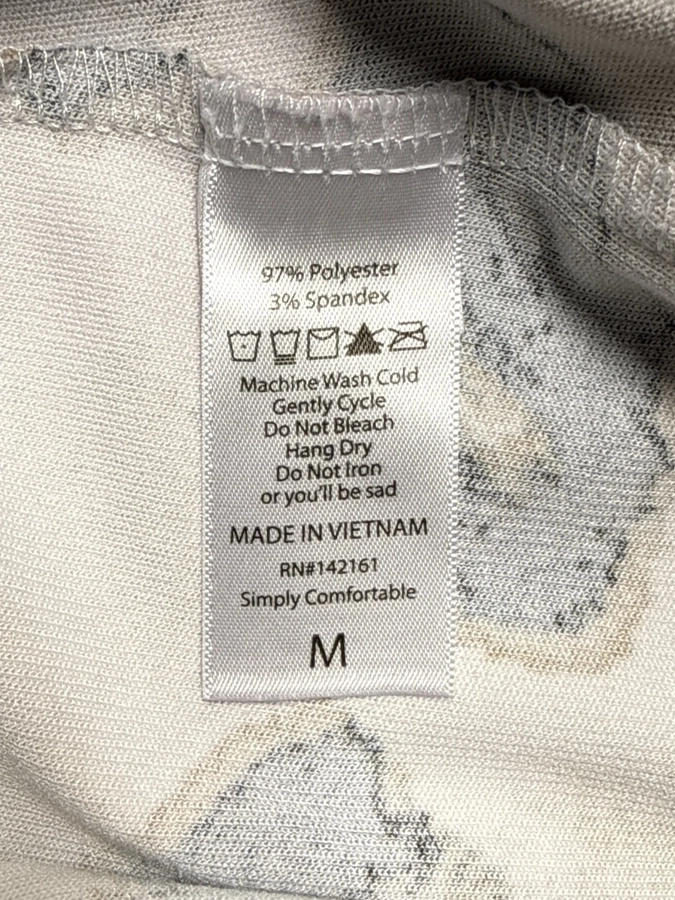 97% Polyester
3% Spandex
Machine Wash Cold
Gently Cycle
Do Not Bleach
Hang Dry
Do Not Iron
or you'll be sad
MADE IN VIETNAM
RN#142161
Simply Comfortable
M